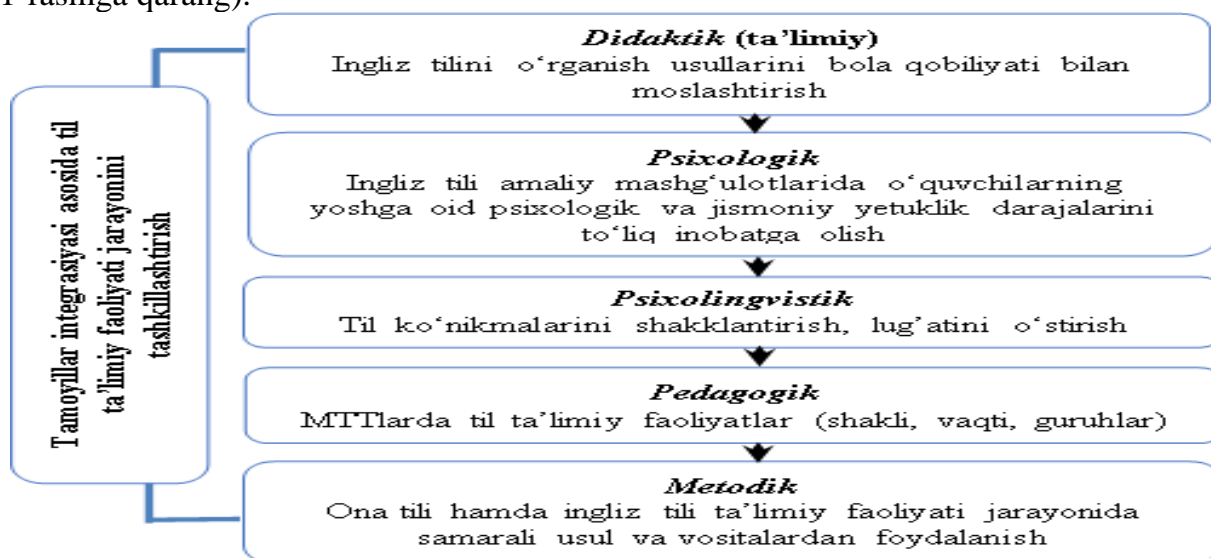 1-rasmga qarang).
Tamoyillar integrasiyasi asosida til
ta’limiy faoliyati jarayonini
tashkillashtirish
Didaktik (ta’limiy)
Ingliz tilini o‘rganish usullarini bola qobiliyati bilan
moslashtirish
Psixologik
Ingliz tili amaliy mashg‘ulotlarida o‘quvchilarning
yoshga oid psixologik va jismoniy yetuklik darajalarini
to‘liq inobatga olish
Psixolingvistik
Til ko‘nikmalarini shakklantirish, lug‘atini o‘stirish
Pedagogik
MTTlarda til ta’limiy faoliyatlar (shakli, vaqti, guruhlar)
Metodik
Ona tili hamda ingliz tili ta’limiy faoliyati jarayonida
samarali usul va vositalardan foydalanish